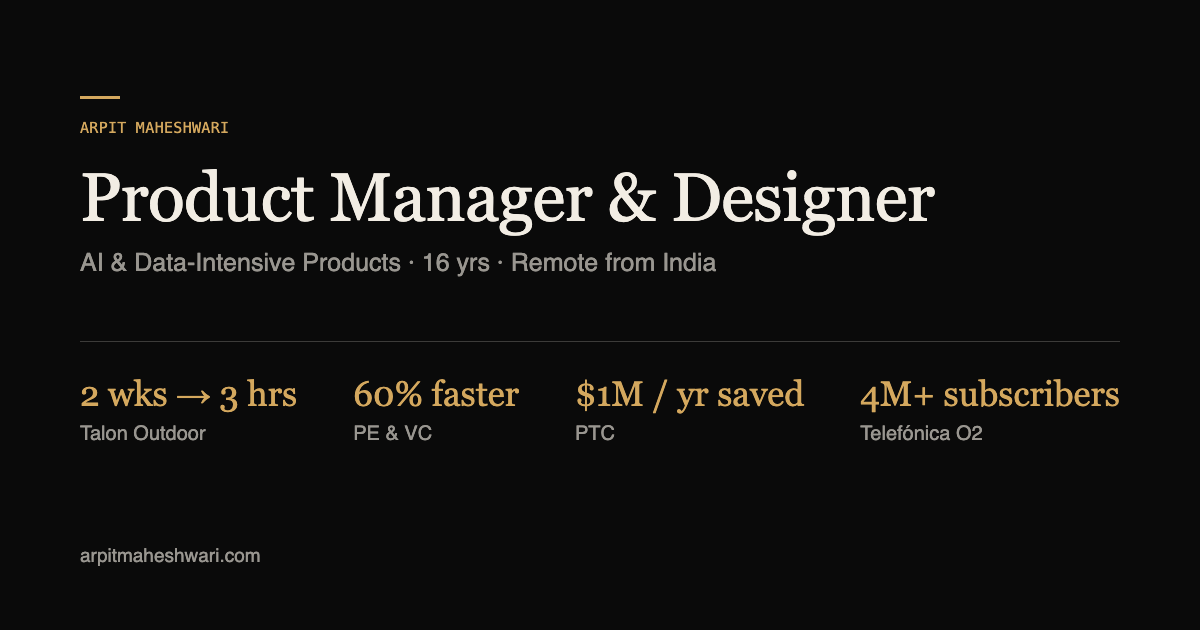 ARPIT MAHESHWARI
Product Manager & Designer
AI & Data-Intensive Products · 16 yrs · Remote from India
2 wks → 3 hrs
Talon Outdoor
60% faster
PE & VC
$1M / yr saved
PTC
4M+ subscribers
Telefónica O2
arpitmaheshwari.com